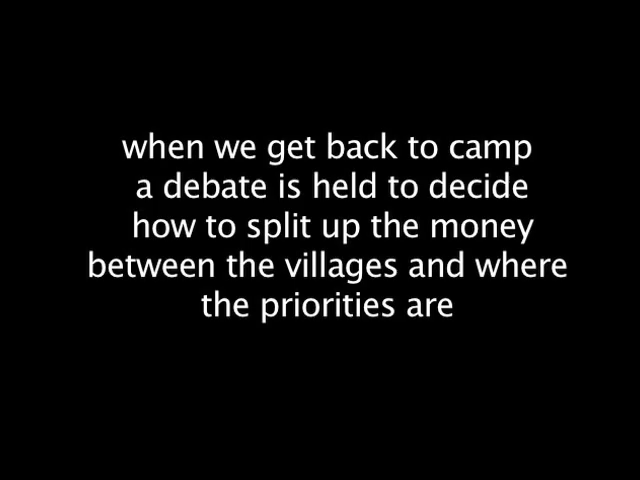 when we get back to camp
a debate is held to decide
how to split up the money
between the villages and where
the priorities are